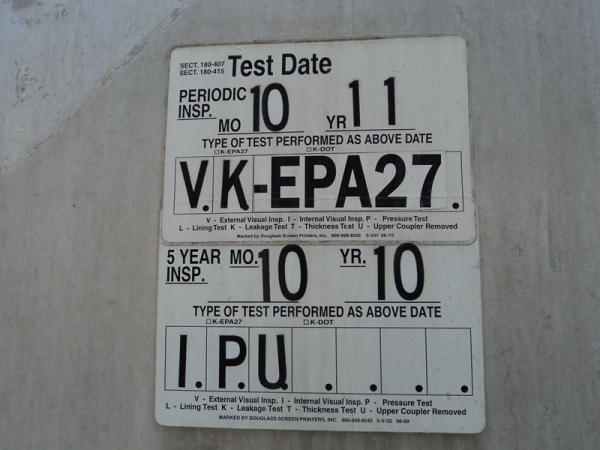 SECT. 180-407
SECT. 180-415
Test Date
PERIODIC INSP. MO 10 YR 11
TYPE OF TEST PERFORMED AS ABOVE DATE
□ K-EPA27 □ K-DOT
V. K-EPA27.
V - External Visual Insp. I - Internal Visual Insp. P - Pressure Test
L - Lining Test K - Leakage Test T - Thickness Test U - Upper Coupler Removed
Marked by Douglass Screen Printers, Inc.
5 YEAR INSP. MO. 10 YR. 10
TYPE OF TEST PERFORMED AS ABOVE DATE
□ K-EPA27 □ K-DOT
I. P. U . . . .
V - External Visual Insp. I - Internal Visual Insp. P - Pressure Test
L - Lining Test K - Leakage Test T - Thickness Test U - Upper Coupler Removed
MARKED BY DOUGLASS SCREEN PRINTERS, INC.